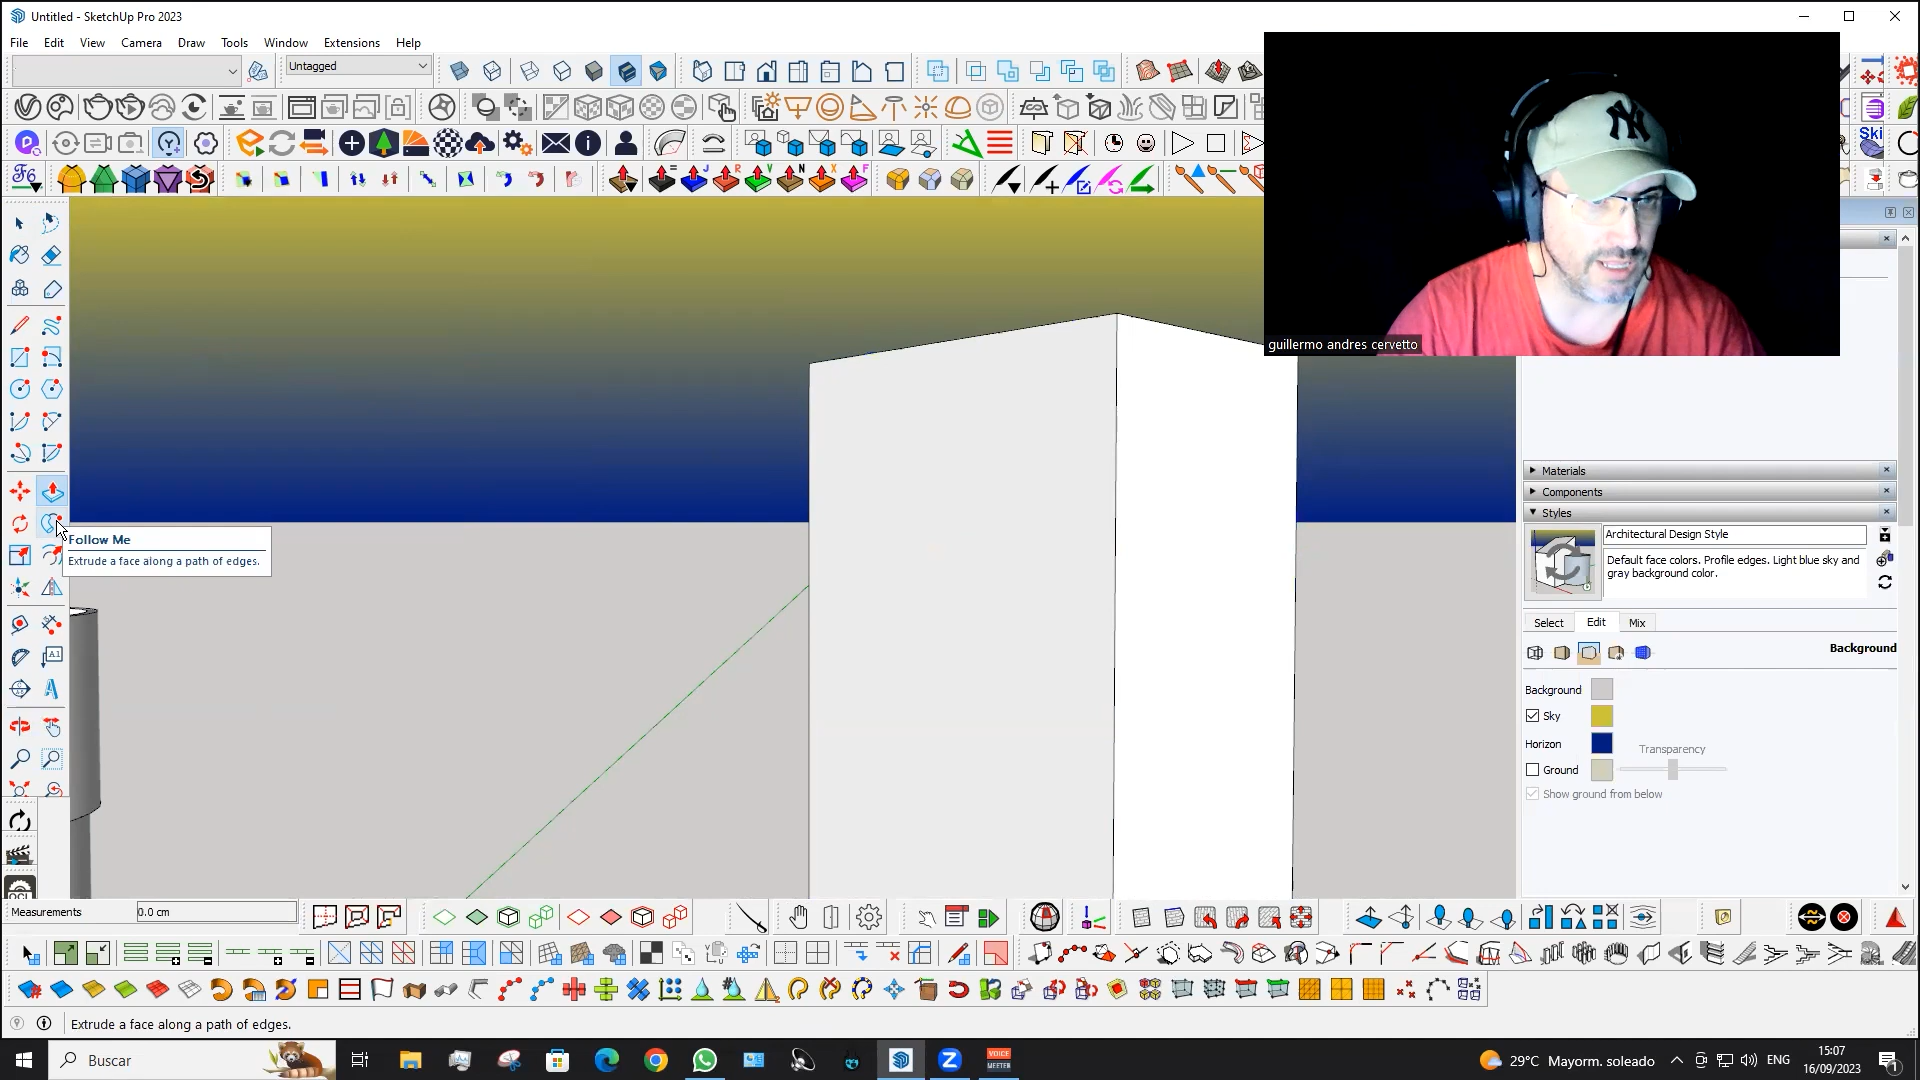 Untitled - SketchUp Pro 2023
File Edit View Camera Draw Tools Window Extensions Help
Untagged
guillermo andres cervetto
Follow Me
Extrude a face along a path of edges.
Materials
Components
Styles
Architectural Design Style
Default face colors. Profile edges. Light blue sky and
gray background color.
Select Edit Mix
Background
Background
Sky
Horizon
Transparency
Ground
Show ground from below
Measurements 0.0 cm
Extrude a face along a path of edges.
Buscar
VOICE
MEETER
29°C Mayorm. soleado
ENG
15:07
16/09/2023